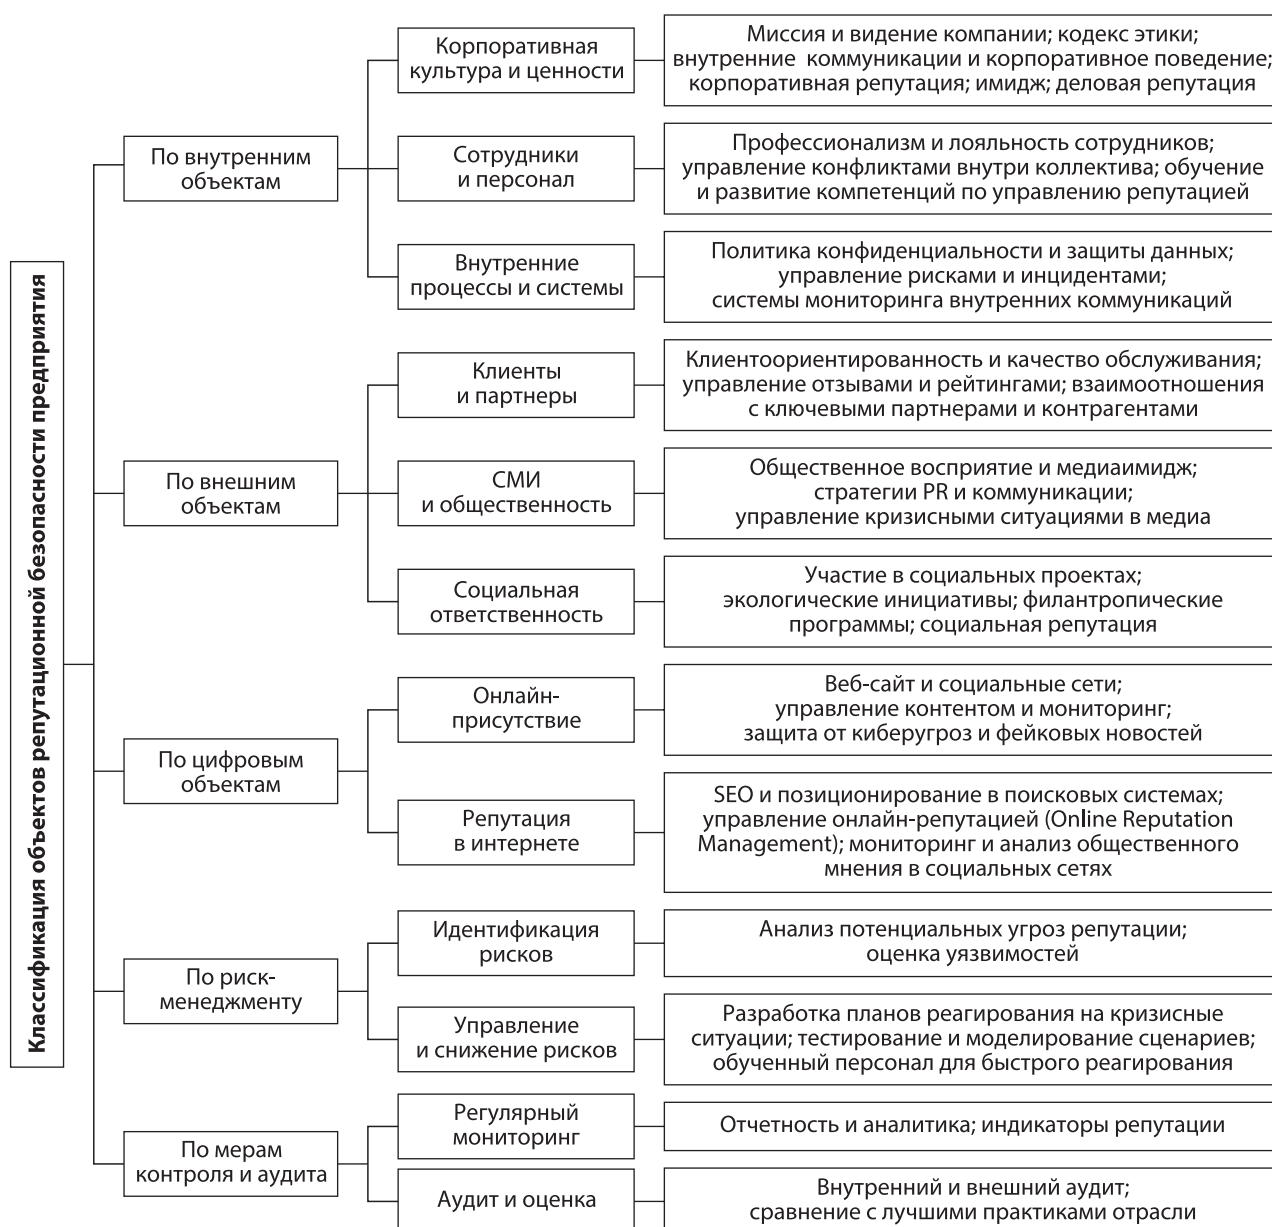 Классификация объектов репутационной безопасности предприятия
По внутренним
объектам
Корпоративная
культура и ценности
Миссия и видение компании; кодекс этики;
внутренние коммуникации и корпоративное поведение;
корпоративная репутация; имидж; деловая репутация
Сотрудники
и персонал
Профессионализм и лояльность сотрудников;
управление конфликтами внутри коллектива; обучение
и развитие компетенций по управлению репутацией
Внутренние
процессы и системы
Политика конфиденциальности и защиты данных;
управление рисками и инцидентами;
системы мониторинга внутренних коммуникаций
По внешним
объектам
Клиенты
и партнеры
Клиентоориентированность и качество обслуживания;
управление отзывами и рейтингами; взаимоотношения
с ключевыми партнерами и контрагентами
СМИ
и общественность
Общественное восприятие и медиаимидж;
стратегии PR и коммуникации;
управление кризисными ситуациями в медиа
Социальная
ответственность
Участие в социальных проектах;
экологические инициативы; филантропические
программы; социальная репутация
По цифровым
объектам
Онлайн-
присутствие
Веб-сайт и социальные сети;
управление контентом и мониторинг;
защита от киберугроз и фейковых новостей
Репутация
в интернете
SEO и позиционирование в поисковых системах;
управление онлайн-репутацией (Online Reputation
Management); мониторинг и анализ общественного
мнения в социальных сетях
По риск-
менеджменту
Идентификация
рисков
Анализ потенциальных угроз репутации;
оценка уязвимостей
Управление
и снижение рисков
Разработка планов реагирования на кризисные
ситуации; тестирование и моделирование сценариев;
обученный персонал для быстрого реагирования
По мерам
контроля и аудита
Регулярный
мониторинг
Отчетность и аналитика; индикаторы репутации
Аудит и оценка
Внутренний и внешний аудит;
сравнение с лучшими практиками отрасли